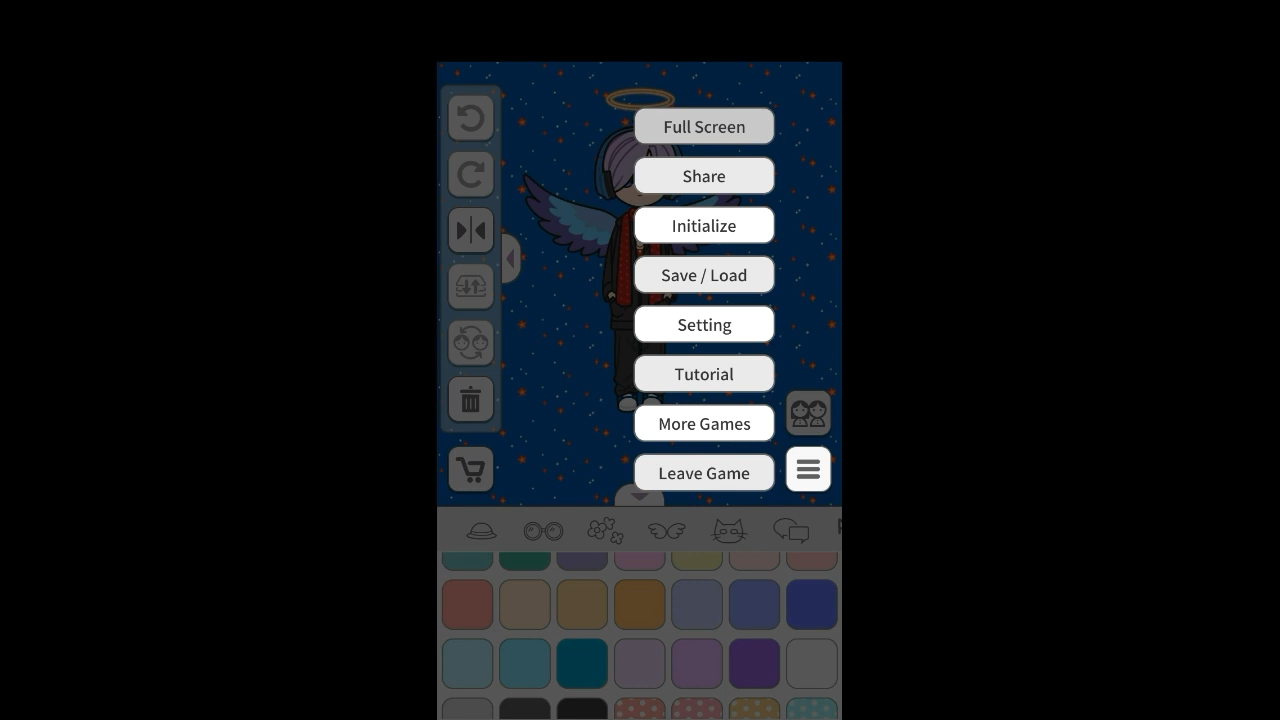 Full Screen
Share
Initialize
Save / Load
Setting
Tutorial
More Games
Leave Game